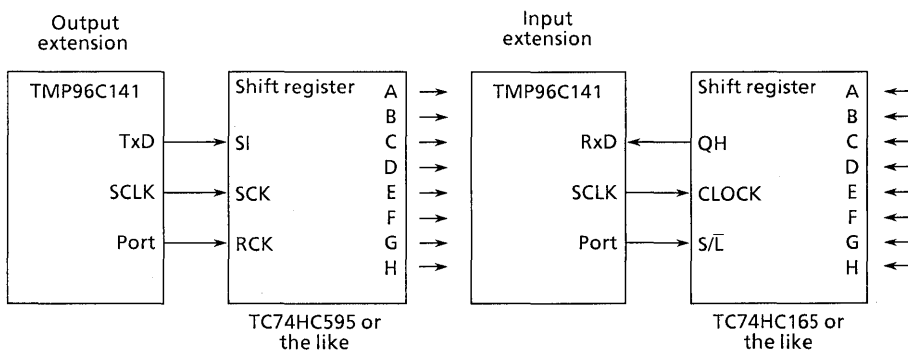 Output
extension
TMP96C141
TxD
SCLK
Port
Shift register
SI
SCK
RCK
A
B
C
D
E
F
G
H
TC74HC595 or
the like
Input
extension
TMP96C141
RxD
SCLK
Port
Shift register
QH
CLOCK
S/L̅
A
B
C
D
E
F
G
H
TC74HC165 or
the like